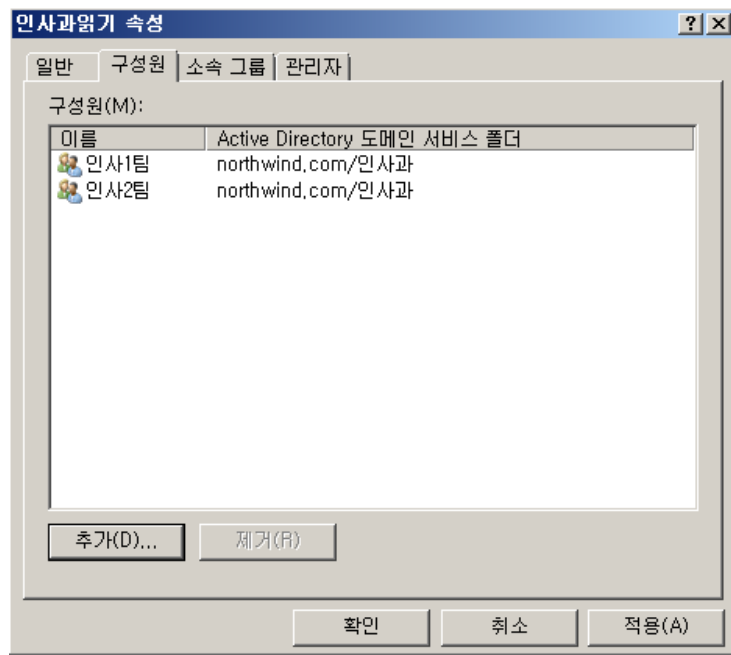 인사과읽기 속성
일반 구성원 소속 그룹 관리자
구성원(M):
이름 Active Directory 도메인 서비스 폴더
인사1팀 northwind.com/인사과
인사2팀 northwind.com/인사과
추가(D)... 제거(R)
확인 취소 적용(A)